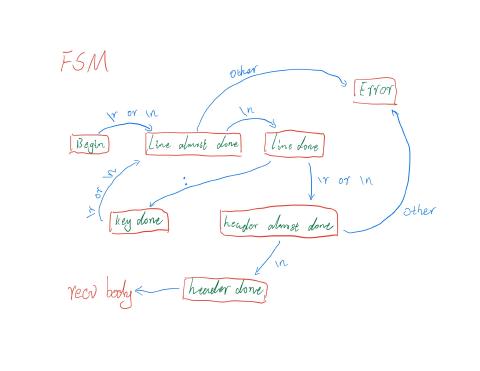 FSM
other
Error
\r or \n
\n
Begin
Line almost done
Line done
\r or \n
:
\r or \n
key done
header almost done
other
\n
recv body
header done